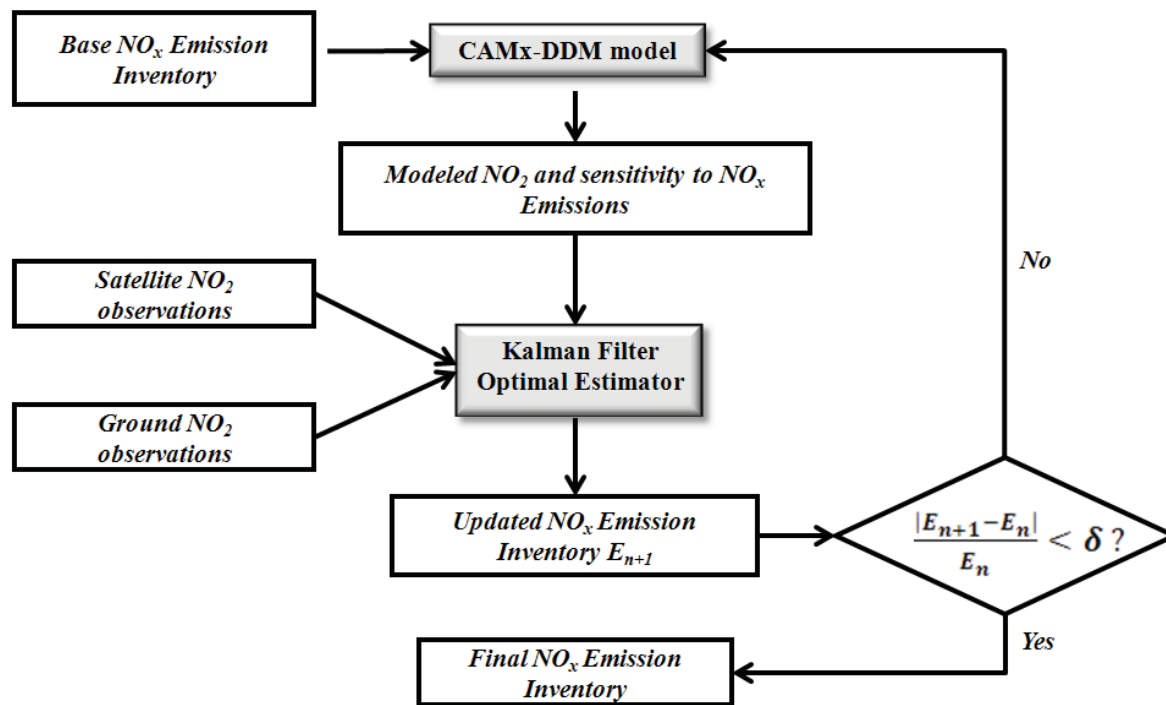 Base NOₓ Emission
Inventory
CAMx-DDM model
Modeled NO₂ and sensitivity to NOₓ
Emissions
No
Satellite NO₂
observations
Kalman Filter
Optimal Estimator
Ground NO₂
observations
Updated NOₓ Emission
Inventory Eₙ₊₁
|Eₙ₊₁−Eₙ|
Eₙ
< δ ?
Yes
Final NOₓ Emission
Inventory